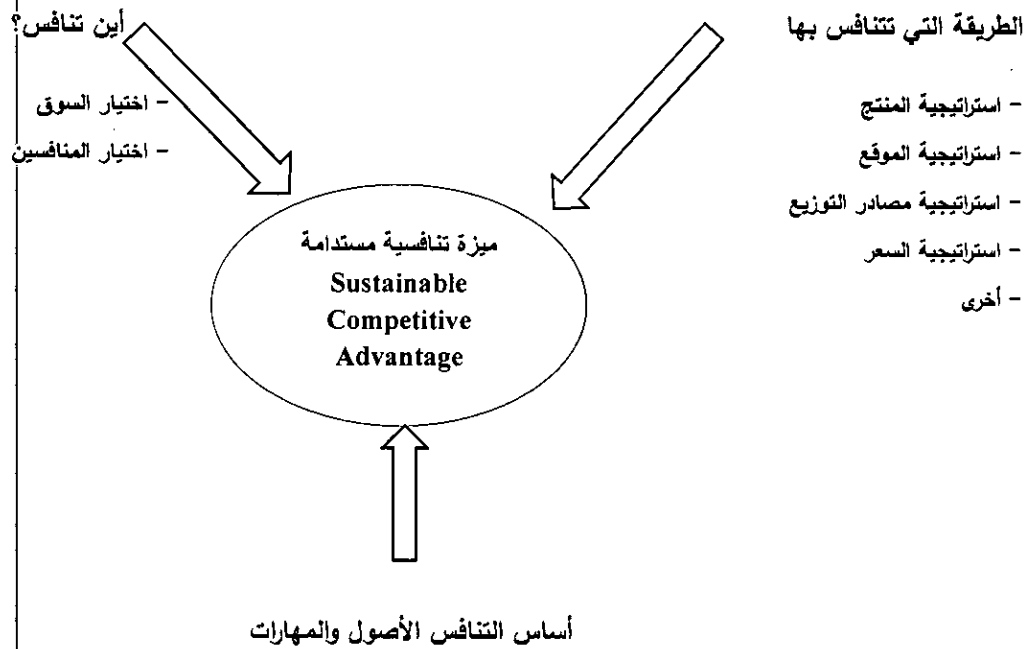 الطريقة التي تتنافس بها
- استراتيجية المنتج
- استراتيجية الموقع
- استراتيجية مصادر التوزيع
- استراتيجية السعر
- أخرى
أين تنافس؟
- اختيار السوق
- اختيار المنافسين
ميزة تنافسية مستدامة
Sustainable
Competitive
Advantage
أساس التنافس الأصول والمهارات